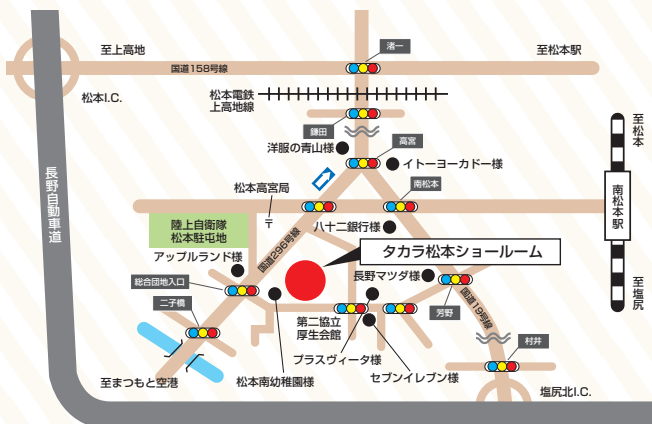 至上高地
国道158号線
渚一
至松本駅
松本I.C.
松本電鉄
上高地線
鎌田
洋服の青山様
高宮
イトーヨーカドー様
至松本
長野自動車道
松本高宮局
〒
南松本
南松本駅
陸上自衛隊
松本駐屯地
八十二銀行様
国道296号線
タカラ松本ショールーム
アップルランド様
総合団地入口
長野マツダ様
至塩尻
二子橋
第二協立
厚生会館
芳野
国道19号線
プラスヴィータ様
村井
至まつもと空港
松本南幼稚園様
セブンイレブン様
塩尻北I.C.